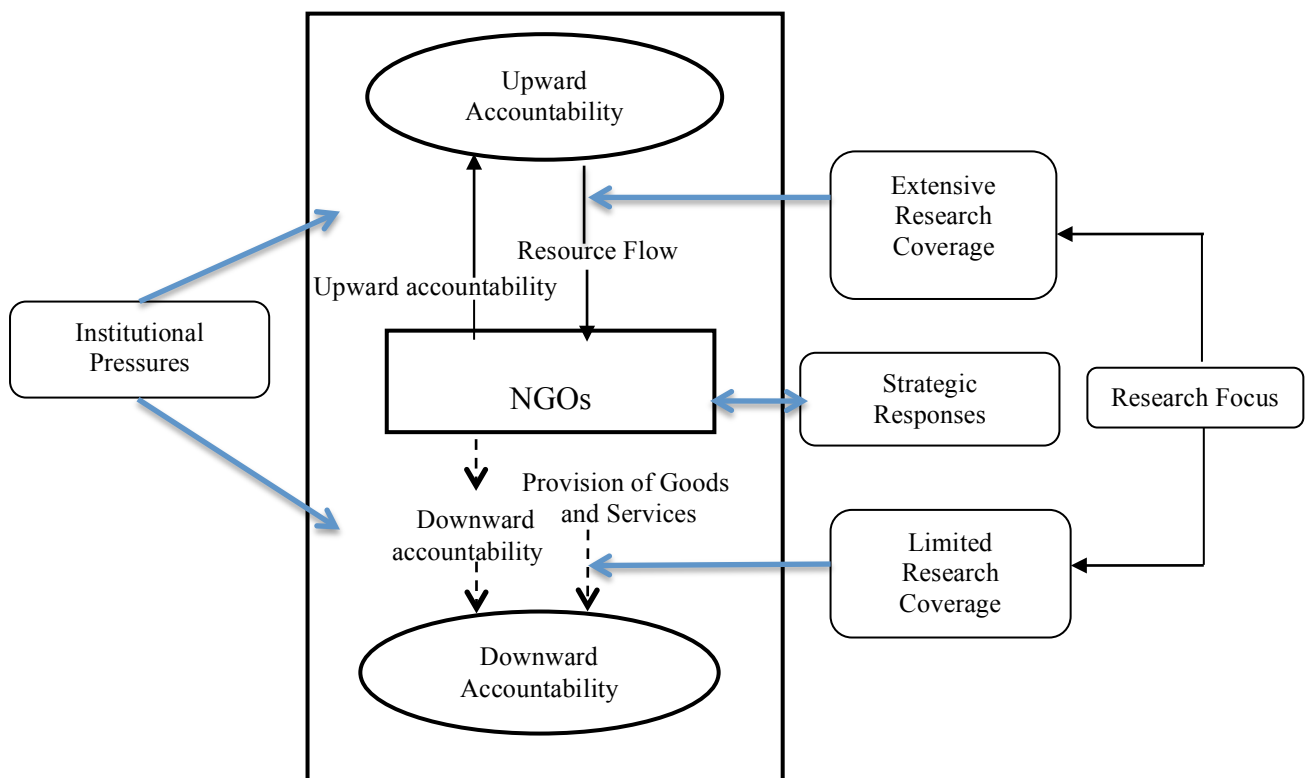 Upward
Accountability
Extensive
Research
Coverage
Resource Flow
Upward accountability
Institutional
Pressures
NGOs
Strategic
Responses
Research Focus
Provision of Goods
and Services
Downward
accountability
Limited
Research
Coverage
Downward
Accountability